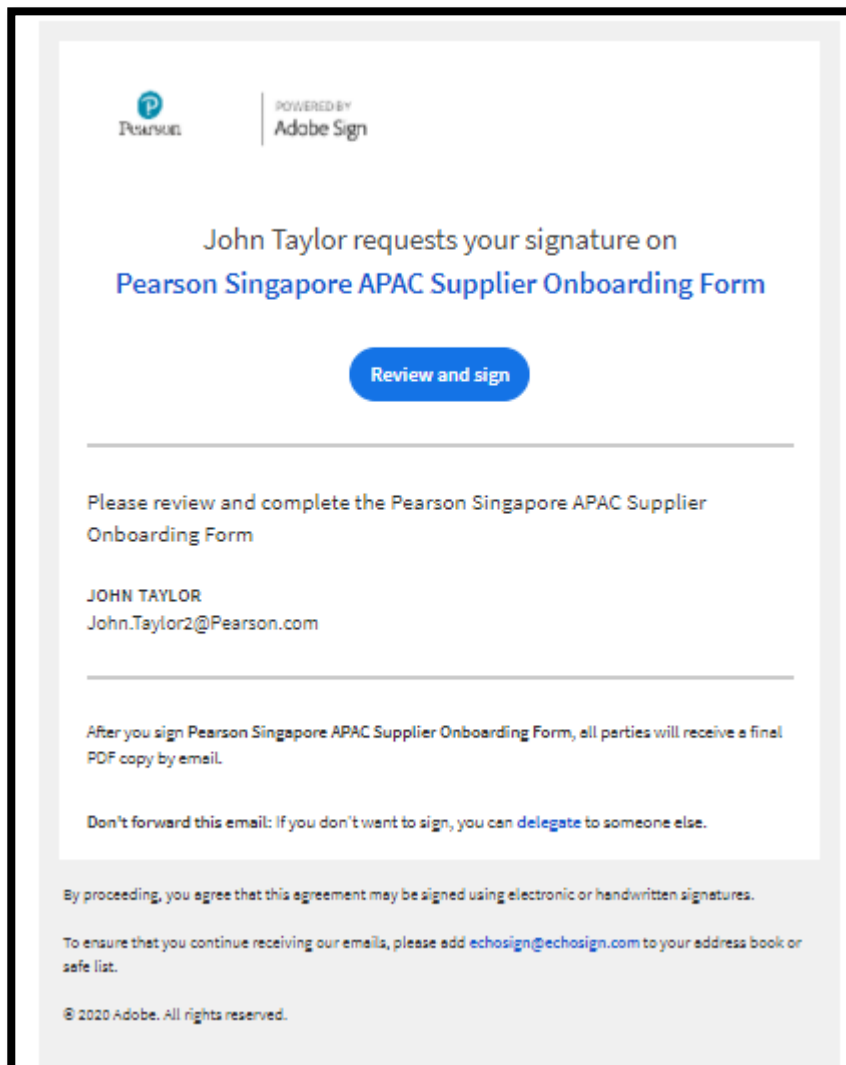 Pearson
POWERED BY
Adobe Sign
John Taylor requests your signature on
Pearson Singapore APAC Supplier Onboarding Form
Review and sign
Please review and complete the Pearson Singapore APAC Supplier
Onboarding Form
JOHN TAYLOR
John.Taylor2@Pearson.com
After you sign Pearson Singapore APAC Supplier Onboarding Form, all parties will receive a final
PDF copy by email.
Don't forward this email: If you don't want to sign, you can delegate to someone else.
By proceeding, you agree that this agreement may be signed using electronic or handwritten signatures.
To ensure that you continue receiving our emails, please add echosign@echosign.com to your address book or
safe list.
© 2020 Adobe. All rights reserved.